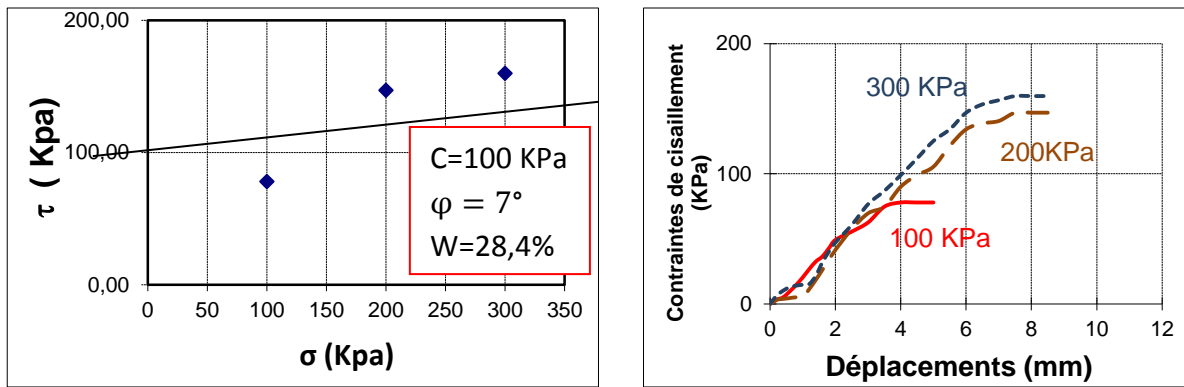 200,00
100,00
0,00
τ ( Kpa)
0 50 100 150 200 250 300 350
σ (Kpa)
C=100 KPa
φ = 7°
W=28,4%
200
100
0
Contraintes de cisaillement
(KPa)
300 KPa
200KPa
100 KPa
0 2 4 6 8 10 12
Déplacements (mm)